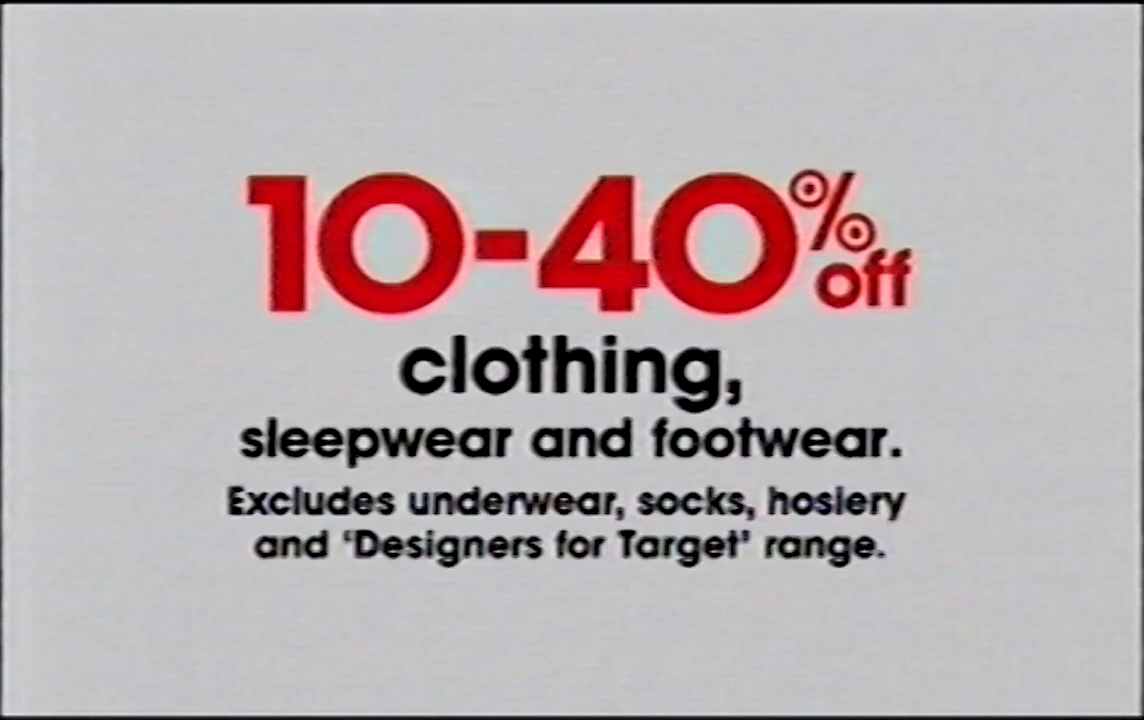 10-40% off
clothing,
sleepwear and footwear.
Excludes underwear, socks, hosiery
and 'Designers for Target' range.